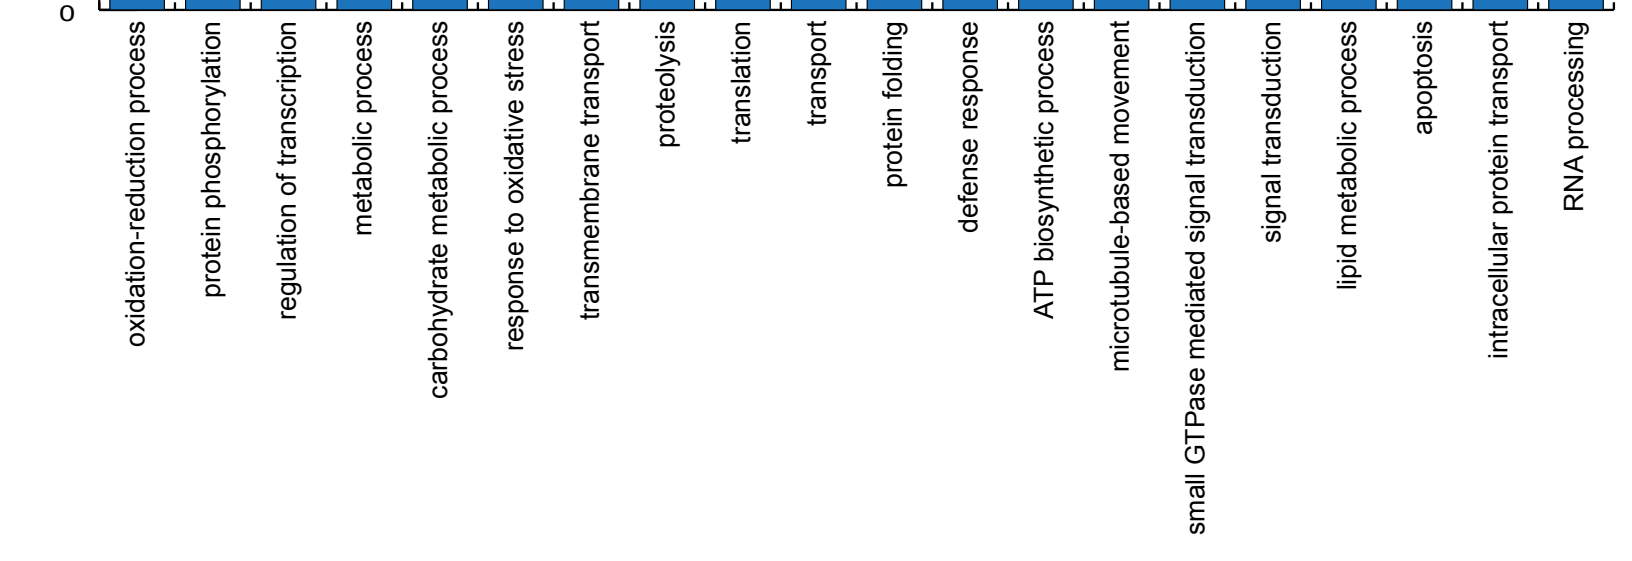 0
oxidation-reduction process
protein phosphorylation
regulation of transcription
metabolic process
carbohydrate metabolic process
response to oxidative stress
transmembrane transport
proteolysis
translation
transport
protein folding
defense response
ATP biosynthetic process
microtubule-based movement
small GTPase mediated signal transduction
signal transduction
lipid metabolic process
apoptosis
intracellular protein transport
RNA processing